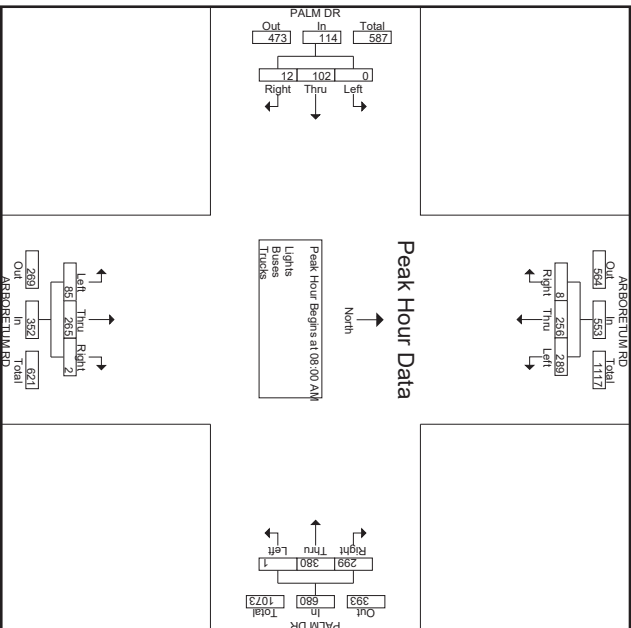 PALM DR
Out In Total
473 114 587
12 102 0
Right Thru Left
Peak Hour Data
North
Peak Hour Begins at 08:00 AM
Lights
Buses
Trucks
ARBORETUM RD
Out In Total
564 553 1117
8 256 289
Right Thru Left
Left Thru Right
85 265 2
Out In Total
269 352 621
ARBORETUM RD
Left Thru Right
1 380 299
Total In Out
1073 680 393
PALM DR